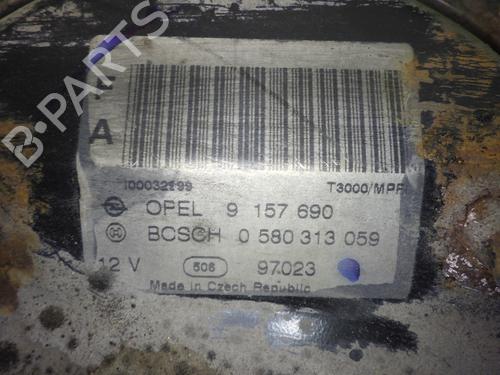 B-PARTS
A
I00032299 T3000/MPF
OPEL 9 157 690
BOSCH 0 580 313 059
12 V 506 97023
Made in Czech Republic